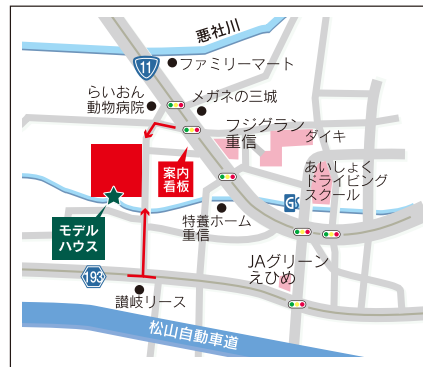 悪社川
11
ファミリーマート
らいおん
動物病院
メガネの三城
フジグラン
重信
ダイキ
案内
看板
あいしょく
ドライビング
スクール
GS
モデル
ハウス
特養ホーム
重信
JAグリーン
えひめ
193
讃岐リース
松山自動車道